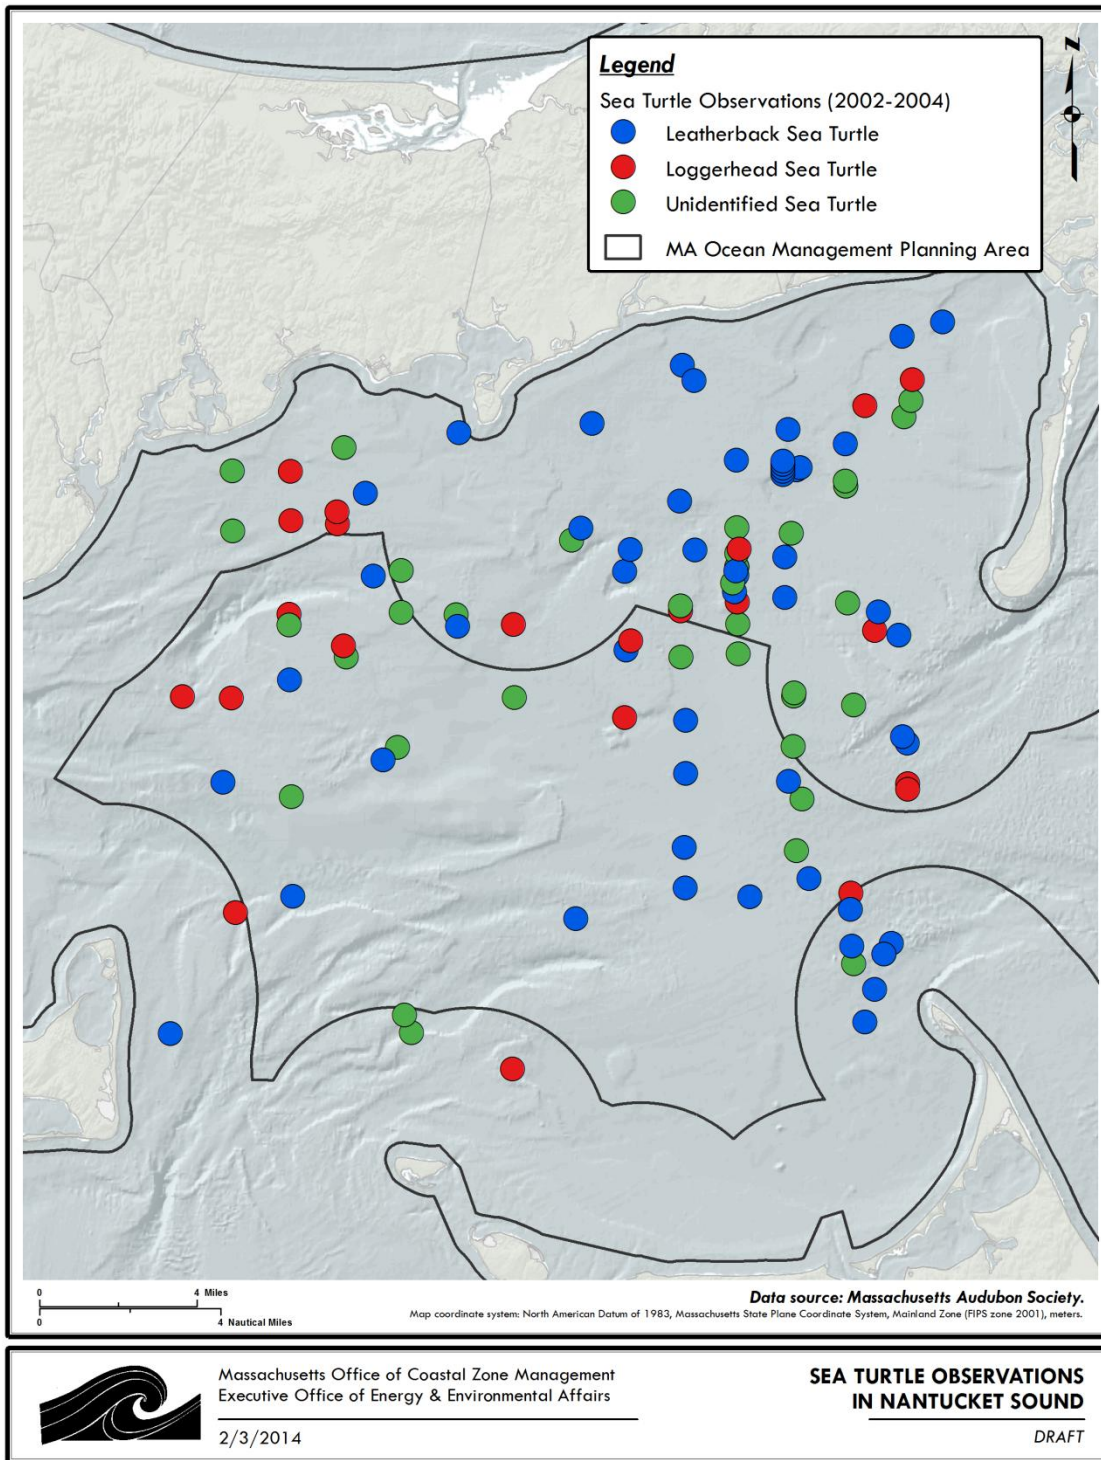 Legend
Sea Turtle Observations (2002-2004)
Leatherback Sea Turtle
Loggerhead Sea Turtle
Unidentified Sea Turtle
MA Ocean Management Planning Area
N
0 4 Miles
0 4 Nautical Miles
Data source: Massachusetts Audubon Society.
Map coordinate system: North American Datum of 1983, Massachusetts State Plane Coordinate System, Mainland Zone (FIPS zone 2001), meters.
Massachusetts Office of Coastal Zone Management
Executive Office of Energy & Environmental Affairs
2/3/2014
SEA TURTLE OBSERVATIONS
IN NANTUCKET SOUND
DRAFT